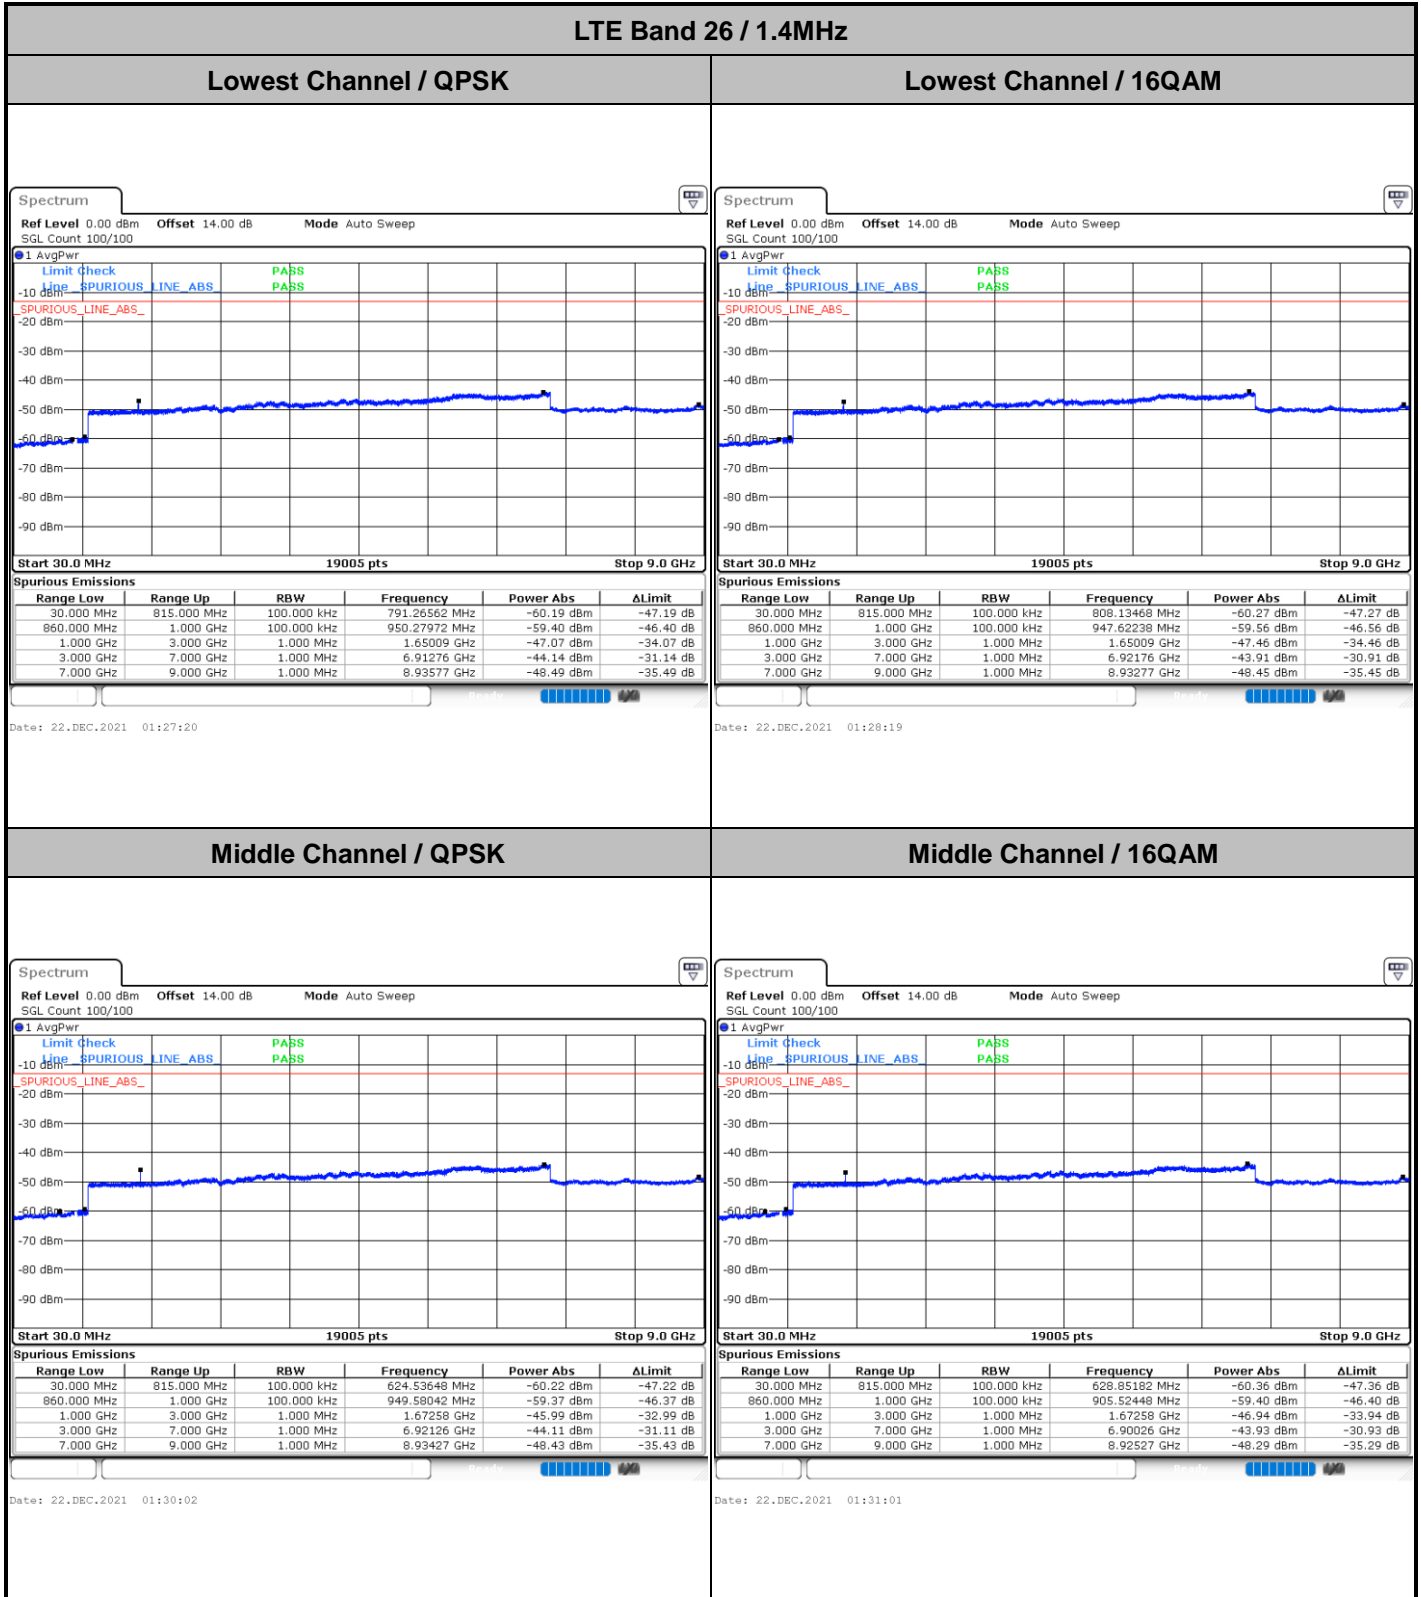 LTE Band 26 / 1.4MHz
Lowest Channel / QPSK
Lowest Channel / 16QAM
Spectrum
Ref Level 0.00 dBm Offset 14.00 dB Mode Auto Sweep
SGL Count 100/100
1 AvgPwr
Limit Check PASS
Line _SPURIOUS_LINE_ABS_ PASS
-10 dBm
_SPURIOUS_LINE_ABS_
-20 dBm
-30 dBm
-40 dBm
-50 dBm
-60 dBm
-70 dBm
-80 dBm
-90 dBm
Start 30.0 MHz 19005 pts Stop 9.0 GHz
Spurious Emissions
Range Low Range Up RBW Frequency Power Abs ΔLimit
30.000 MHz 815.000 MHz 100.000 kHz 791.26562 MHz -60.19 dBm -47.19 dB
860.000 MHz 1.000 GHz 100.000 kHz 950.27972 MHz -59.40 dBm -46.40 dB
1.000 GHz 3.000 GHz 1.000 MHz 1.65009 GHz -47.07 dBm -34.07 dB
3.000 GHz 7.000 GHz 1.000 MHz 6.91276 GHz -44.14 dBm -31.14 dB
7.000 GHz 9.000 GHz 1.000 MHz 8.93577 GHz -48.49 dBm -35.49 dB
Ready
Date: 22.DEC.2021 01:27:20
Spectrum
Ref Level 0.00 dBm Offset 14.00 dB Mode Auto Sweep
SGL Count 100/100
1 AvgPwr
Limit Check PASS
Line _SPURIOUS_LINE_ABS_ PASS
-10 dBm
_SPURIOUS_LINE_ABS_
-20 dBm
-30 dBm
-40 dBm
-50 dBm
-60 dBm
-70 dBm
-80 dBm
-90 dBm
Start 30.0 MHz 19005 pts Stop 9.0 GHz
Spurious Emissions
Range Low Range Up RBW Frequency Power Abs ΔLimit
30.000 MHz 815.000 MHz 100.000 kHz 808.13468 MHz -60.27 dBm -47.27 dB
860.000 MHz 1.000 GHz 100.000 kHz 947.62238 MHz -59.56 dBm -46.56 dB
1.000 GHz 3.000 GHz 1.000 MHz 1.65009 GHz -47.46 dBm -34.46 dB
3.000 GHz 7.000 GHz 1.000 MHz 6.92176 GHz -43.91 dBm -30.91 dB
7.000 GHz 9.000 GHz 1.000 MHz 8.93277 GHz -48.45 dBm -35.45 dB
Ready
Date: 22.DEC.2021 01:28:19
Middle Channel / QPSK
Middle Channel / 16QAM
Spectrum
Ref Level 0.00 dBm Offset 14.00 dB Mode Auto Sweep
SGL Count 100/100
1 AvgPwr
Limit Check PASS
Line _SPURIOUS_LINE_ABS_ PASS
-10 dBm
_SPURIOUS_LINE_ABS_
-20 dBm
-30 dBm
-40 dBm
-50 dBm
-60 dBm
-70 dBm
-80 dBm
-90 dBm
Start 30.0 MHz 19005 pts Stop 9.0 GHz
Spurious Emissions
Range Low Range Up RBW Frequency Power Abs ΔLimit
30.000 MHz 815.000 MHz 100.000 kHz 624.53648 MHz -60.22 dBm -47.22 dB
860.000 MHz 1.000 GHz 100.000 kHz 949.58042 MHz -59.37 dBm -46.37 dB
1.000 GHz 3.000 GHz 1.000 MHz 1.67258 GHz -45.99 dBm -32.99 dB
3.000 GHz 7.000 GHz 1.000 MHz 6.92126 GHz -44.11 dBm -31.11 dB
7.000 GHz 9.000 GHz 1.000 MHz 8.93427 GHz -48.43 dBm -35.43 dB
Ready
Date: 22.DEC.2021 01:30:02
Spectrum
Ref Level 0.00 dBm Offset 14.00 dB Mode Auto Sweep
SGL Count 100/100
1 AvgPwr
Limit Check PASS
Line _SPURIOUS_LINE_ABS_ PASS
-10 dBm
_SPURIOUS_LINE_ABS_
-20 dBm
-30 dBm
-40 dBm
-50 dBm
-60 dBm
-70 dBm
-80 dBm
-90 dBm
Start 30.0 MHz 19005 pts Stop 9.0 GHz
Spurious Emissions
Range Low Range Up RBW Frequency Power Abs ΔLimit
30.000 MHz 815.000 MHz 100.000 kHz 628.85182 MHz -60.36 dBm -47.36 dB
860.000 MHz 1.000 GHz 100.000 kHz 905.52448 MHz -59.40 dBm -46.40 dB
1.000 GHz 3.000 GHz 1.000 MHz 1.67258 GHz -46.94 dBm -33.94 dB
3.000 GHz 7.000 GHz 1.000 MHz 6.90026 GHz -43.93 dBm -30.93 dB
7.000 GHz 9.000 GHz 1.000 MHz 8.92527 GHz -48.29 dBm -35.29 dB
Ready
Date: 22.DEC.2021 01:31:01